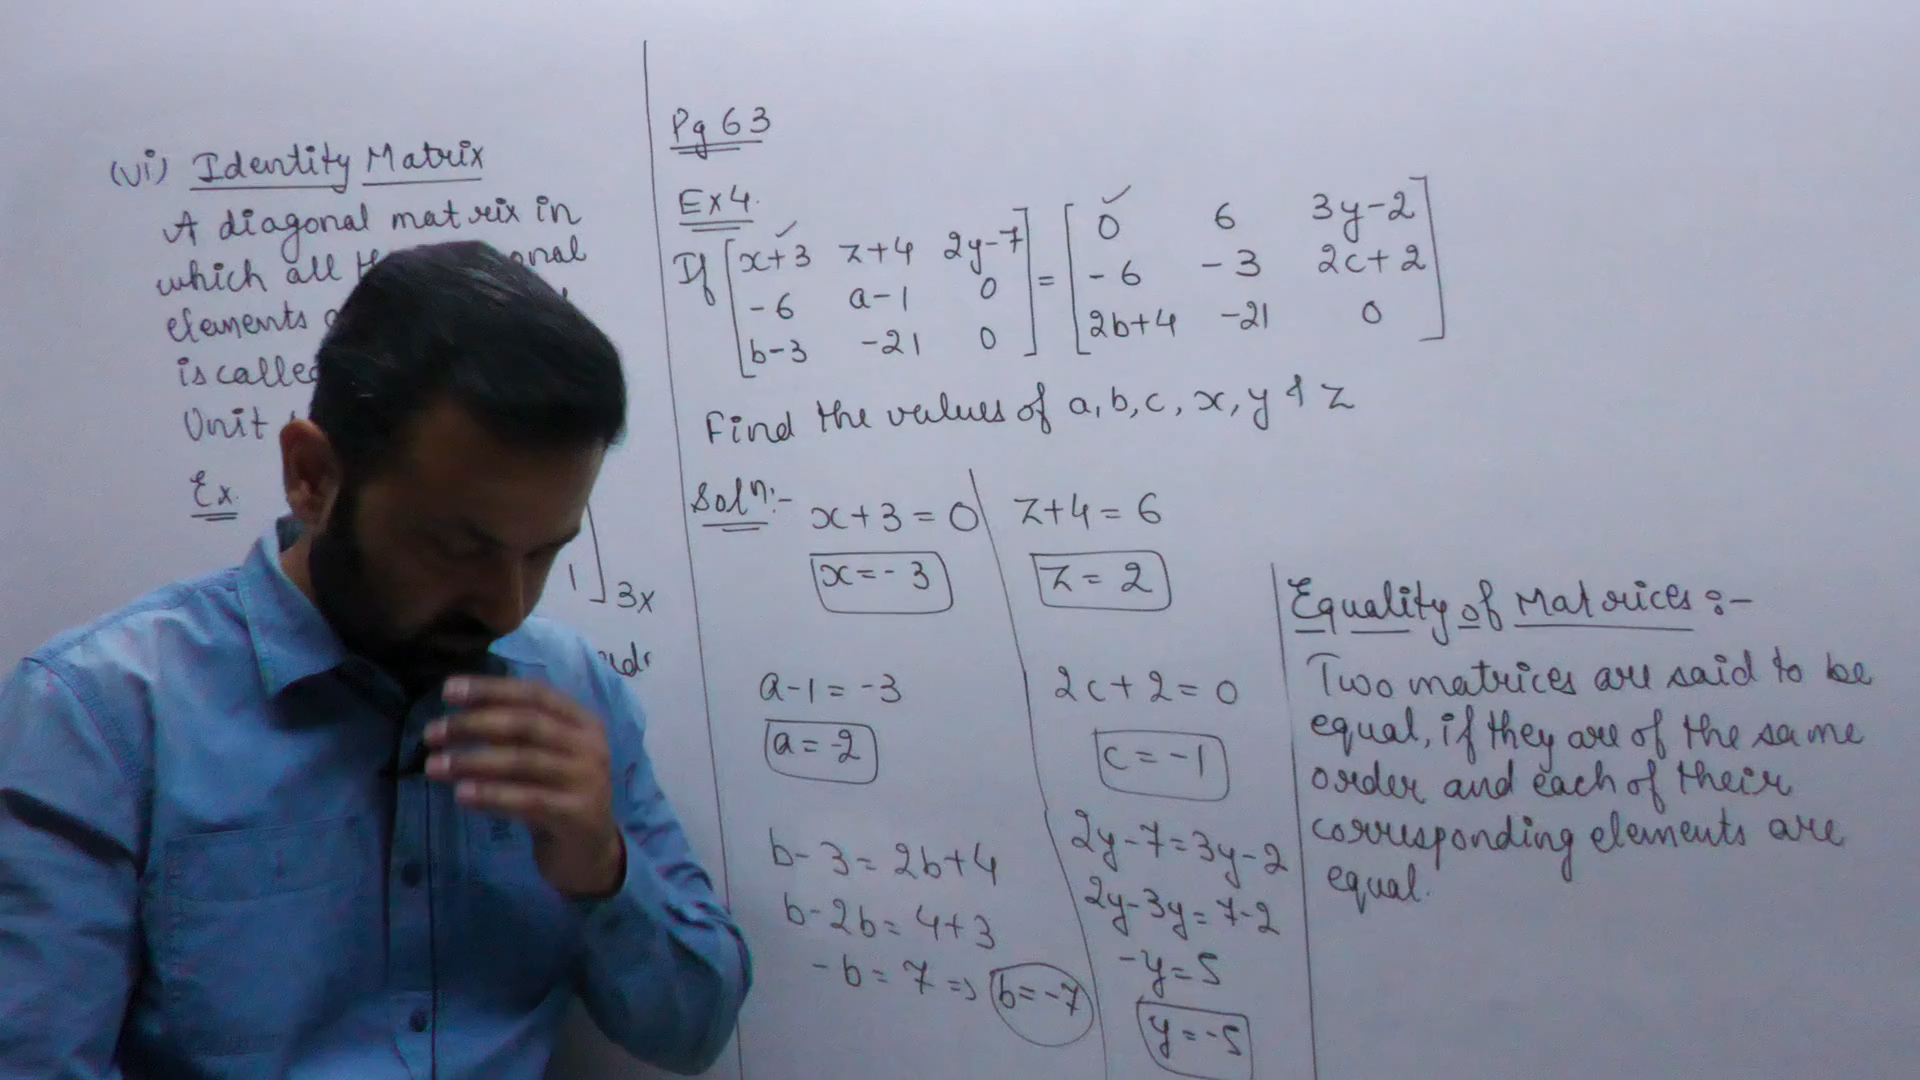 (vi) Identity Matrix
A diagonal matrix in
which all
elements
is called
Unit
Ex.
1]3x
Pg 63
Ex4.
If [x+3 z+4 2y-7] = [0 6 3y-2]
[-6 a-1 0] [-6 -3 2c+2]
[b-3 -21 0] [2b+4 -21 0]
Find the values of a, b, c, x, y & z
Solⁿ:- x+3=0
x=-3
z+4=6
z=2
a-1=-3
a=-2
2c+2=0
c=-1
b-3=2b+4
b-2b=4+3
-b=7=> b=-7
2y-7=3y-2
2y-3y=7-2
-y=5
y=-5
Equality of Matrices :-
Two matrices are said to be
equal, if they are of the same
order and each of their
corresponding elements are
equal.